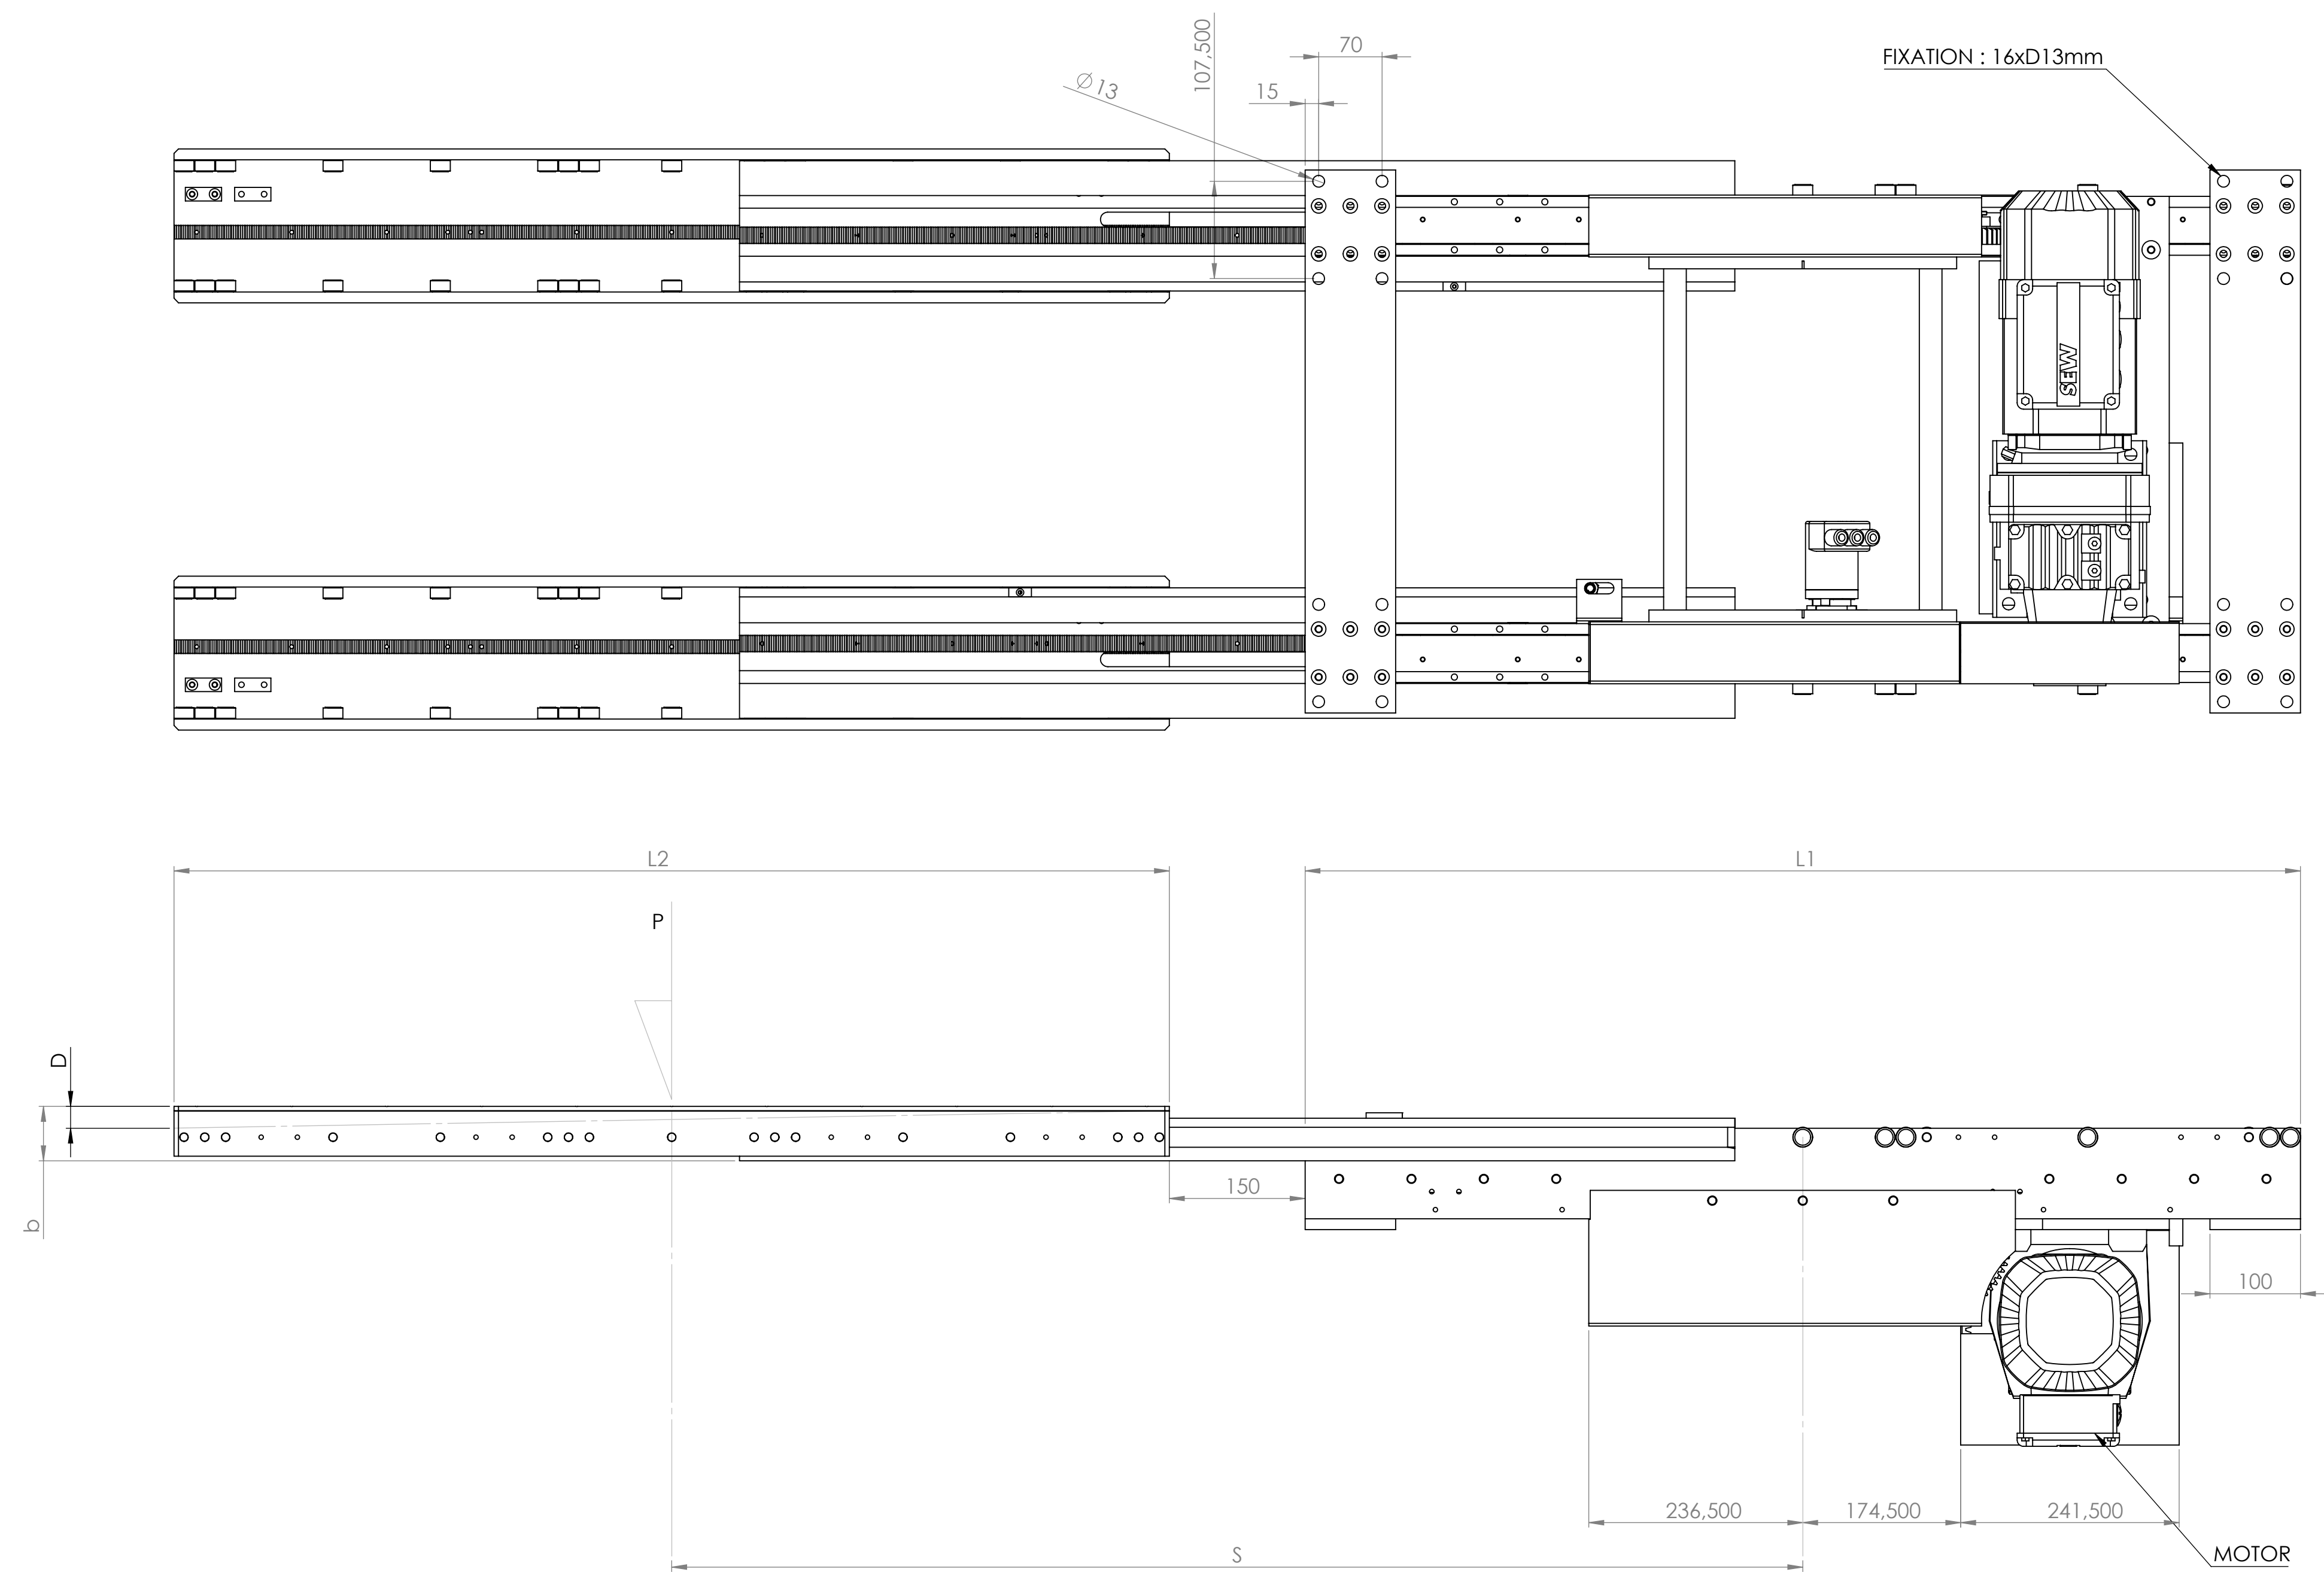 107,500
70
FIXATION : 16xD13mm
15
∅ 13
SEW
L2
L1
P
D
b
150
100
236,500
174,500
241,500
S
MOTOR